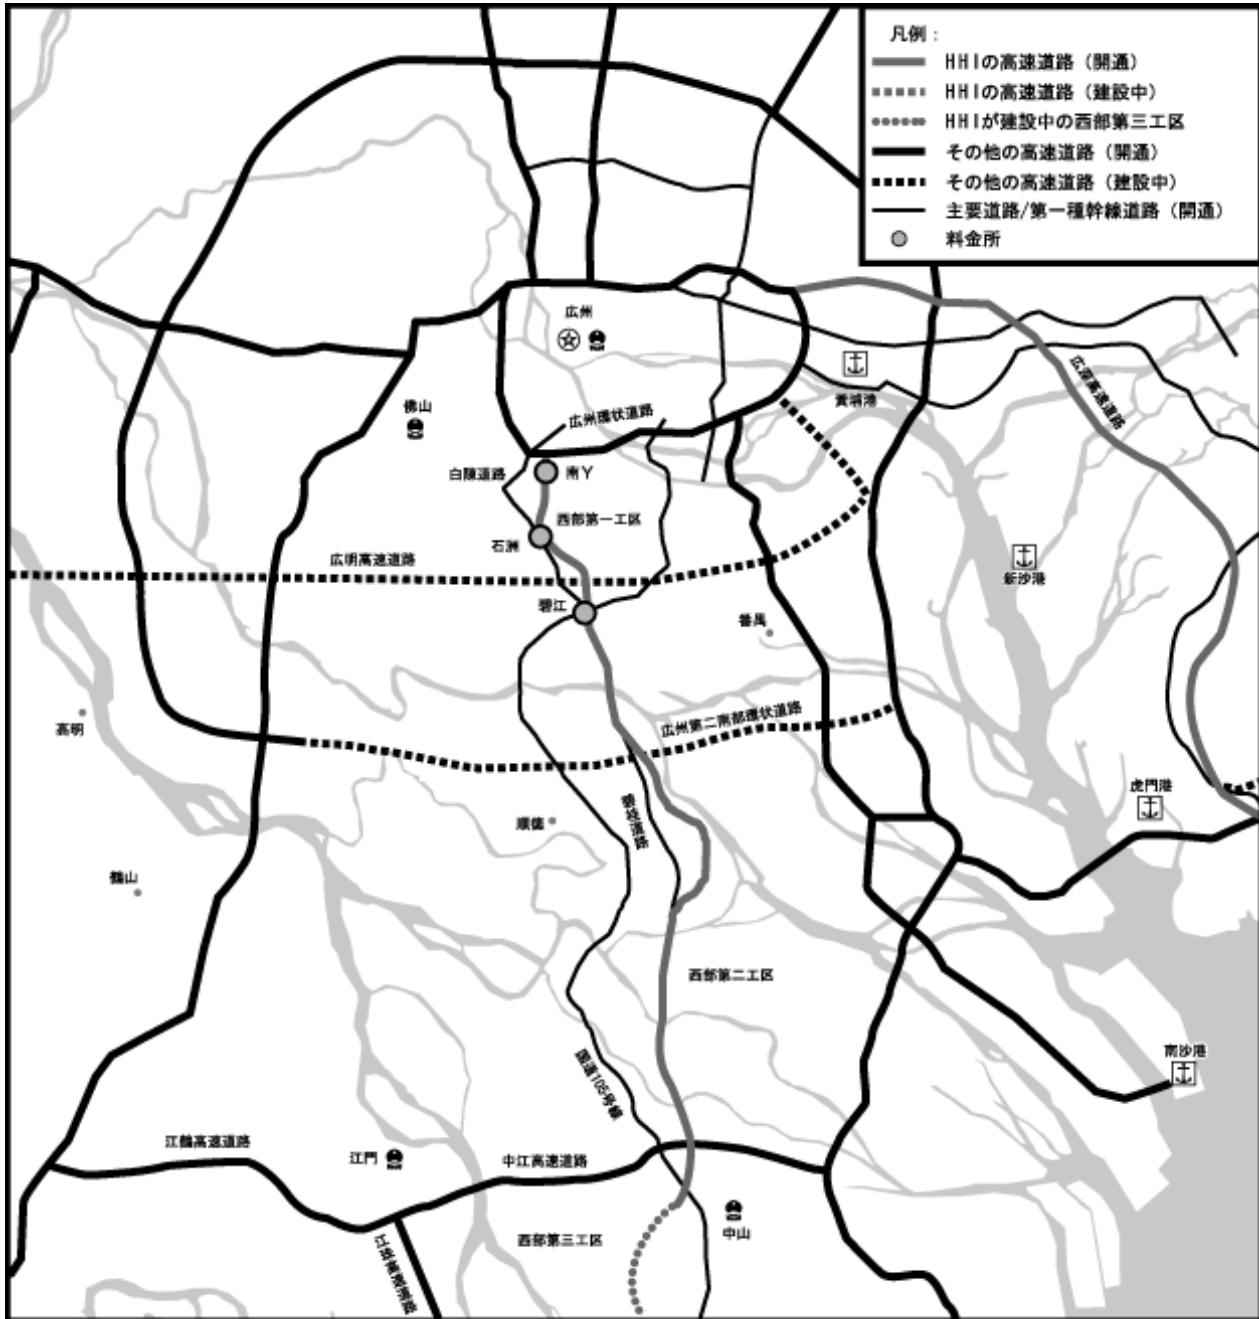 凡例：
HHIの高速道路（開通）
HHIの高速道路（建設中）
HHIが建設中の西部第三工区
その他の高速道路（開通）
その他の高速道路（建設中）
主要道路/第一種幹線道路（開通）
料金所
広州
黄埔港
広深高速道路
佛山
広州環状道路
白陳道路
南Y
西部第一工区
石洲
広明高速道路
新沙港
碧江
番禺
高明
広州第二南部環状道路
虎門港
順徳
鶴山
西部第二工区
国道105号線
南沙港
江鶴高速道路
江門
中江高速道路
中山
西部第三工区